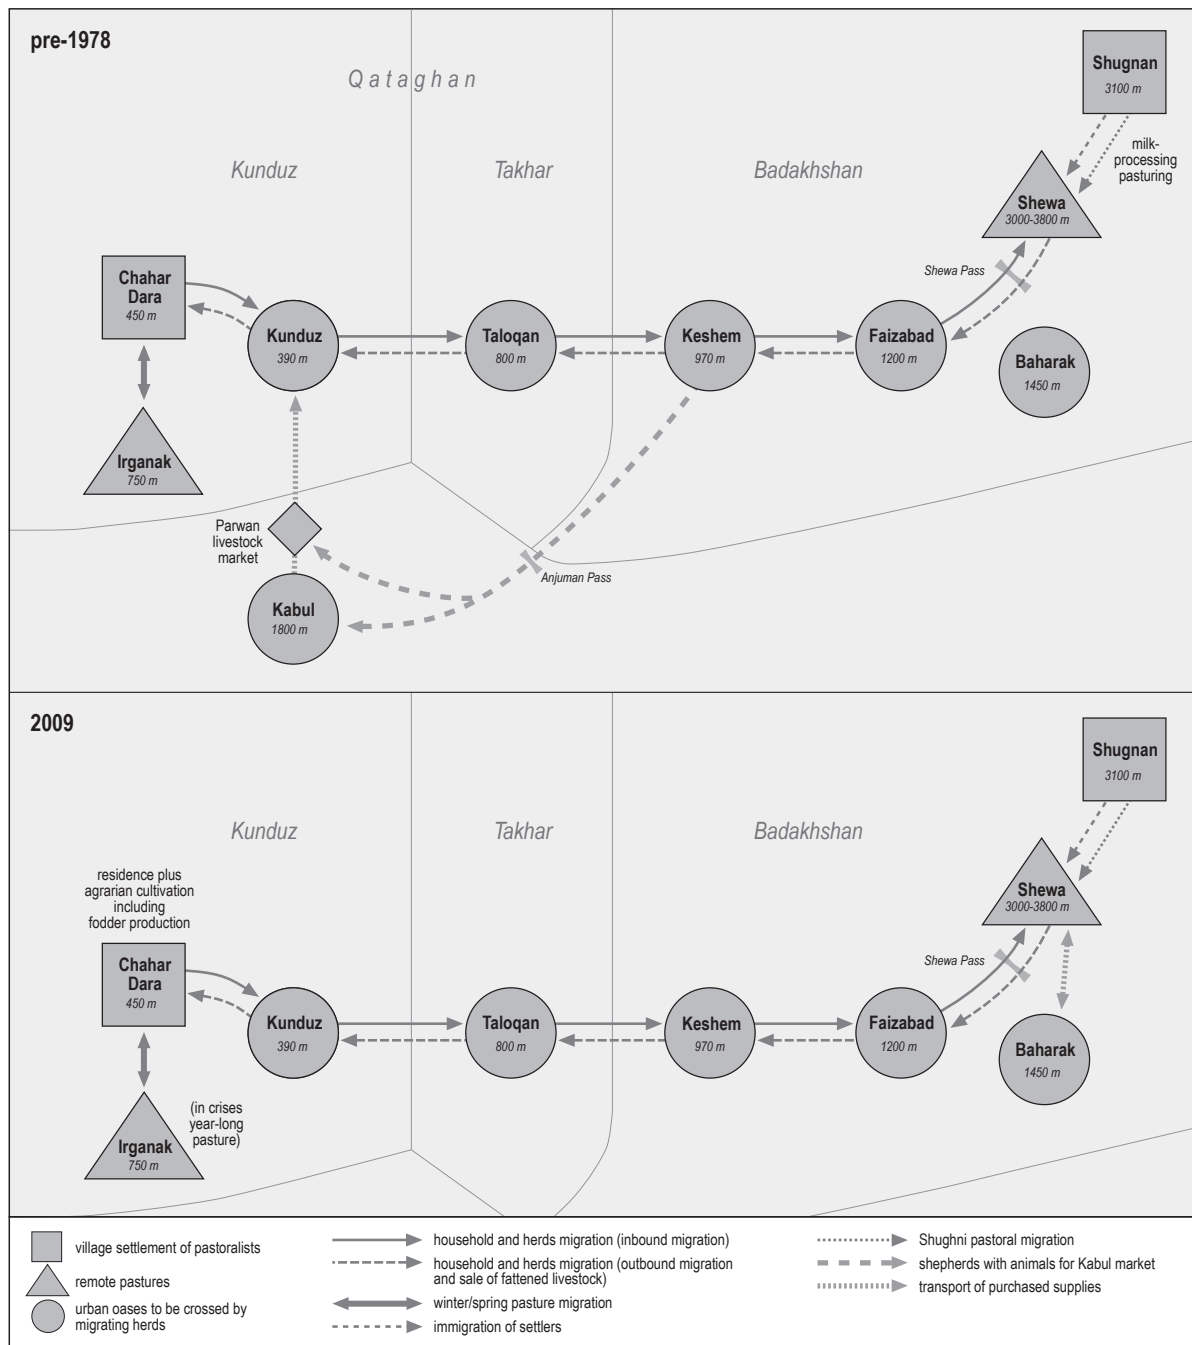 pre-1978
Qataghan
Shugnan
3100 m
milk-
processing
pasturing
Kunduz
Takhar
Badakhshan
Shewa
3000-3800 m
Shewa Pass
Chahar
Dara
450 m
Kunduz
390 m
Taloqan
800 m
Keshem
970 m
Faizabad
1200 m
Baharak
1450 m
Irganak
750 m
Parwan
livestock
market
Anjuman Pass
Kabul
1800 m
2009
Shugnan
3100 m
Kunduz
Takhar
Badakhshan
residence plus
agrarian cultivation
including
fodder production
Shewa
3000-3800 m
Shewa Pass
Chahar
Dara
450 m
Kunduz
390 m
Taloqan
800 m
Keshem
970 m
Faizabad
1200 m
Baharak
1450 m
(in crises
year-long
pasture)
Irganak
750 m
village settlement of pastoralists
remote pastures
urban oases to be crossed by
migrating herds
household and herds migration (inbound migration)
household and herds migration (outbound migration
and sale of fattened livestock)
winter/spring pasture migration
immigration of settlers
Shughni pastoral migration
shepherds with animals for Kabul market
transport of purchased supplies